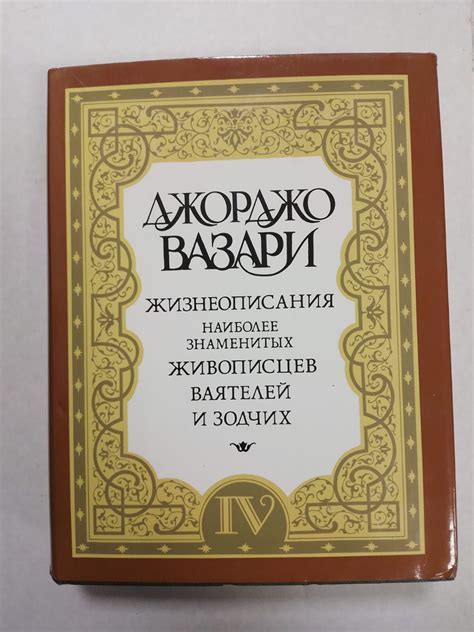 ДЖОРДЖО
ВАЗАРИ
ЖИЗНЕОПИСАНИЯ
НАИБОЛЕЕ
ЗНАМЕНИТЫХ
ЖИВОПИСЦЕВ
ВАЯТЕЛЕЙ
И ЗОДЧИХ
IV